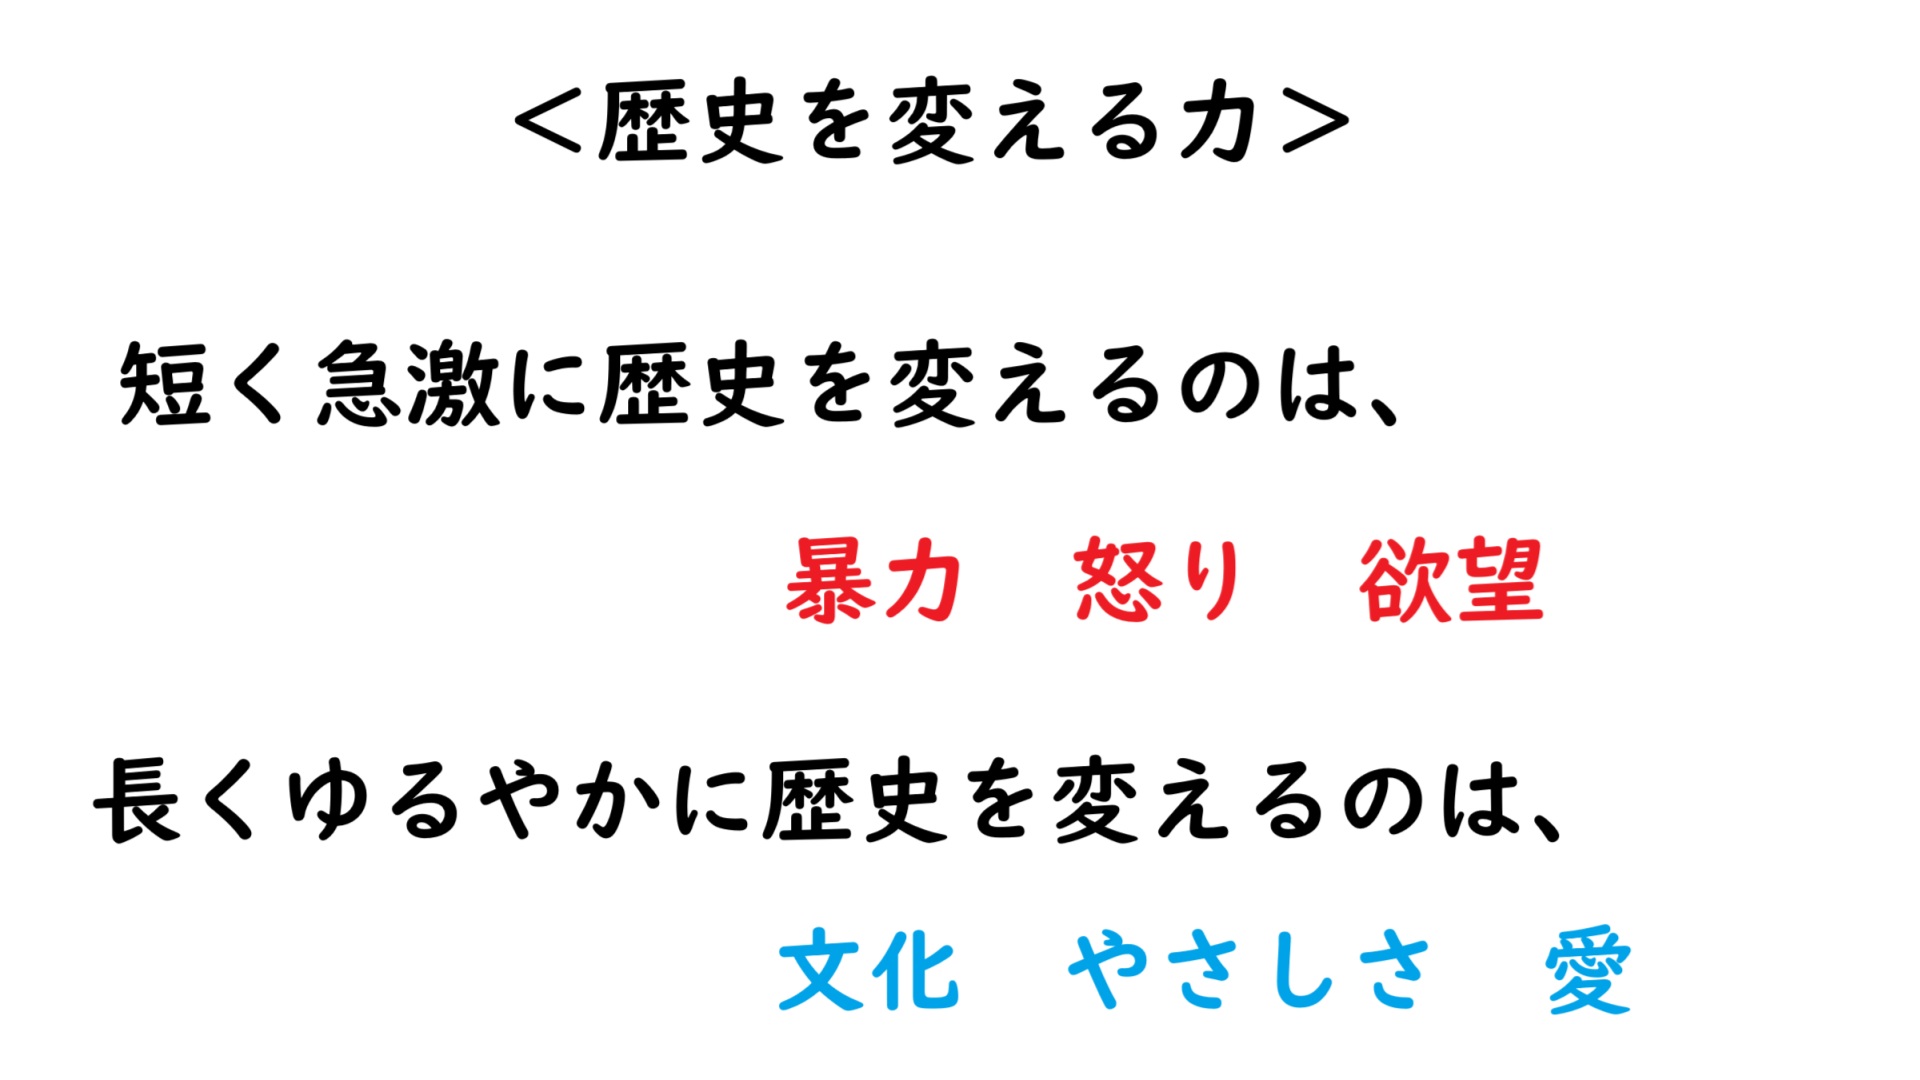 ＜歴史を変える力＞
短く急激に歴史を変えるのは、
暴力　怒り　欲望
長くゆるやかに歴史を変えるのは、
文化　やさしさ　愛